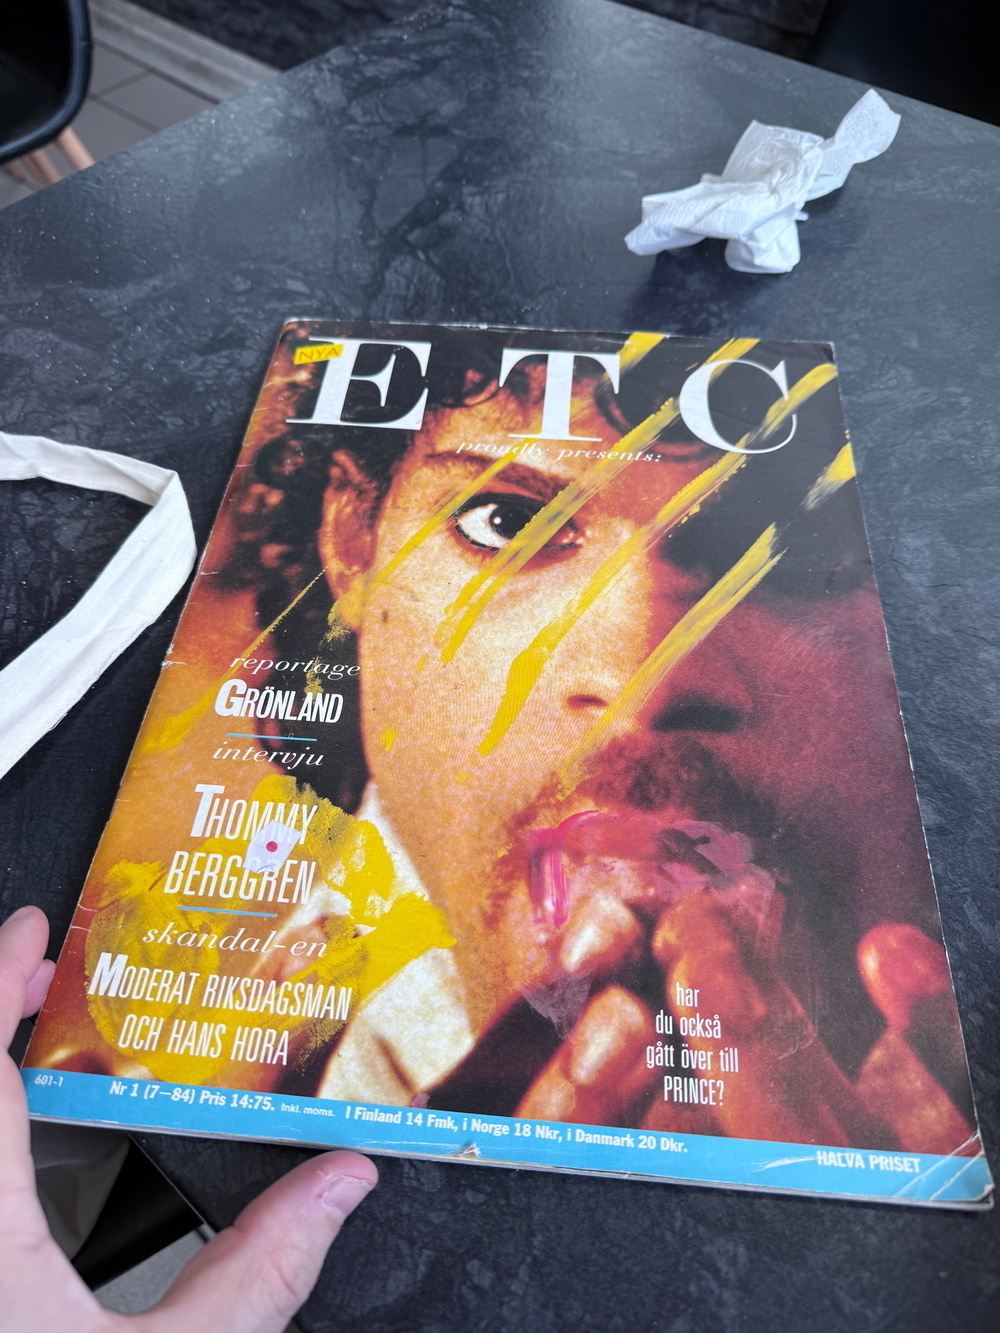 NYA
ETC
proudly presents:
reportage
GRÖNLAND
intervju
THOMMY
BERGGREN
skandal-en
MODERAT RIKSDAGSMAN
OCH HANS HORA
har
du också
gått över till
PRINCE?
601-1
Nr 1 (7–84) Pris 14:75. Inkl. moms. I Finland 14 Fmk, i Norge 18 Nkr, i Danmark 20 Dkr.
HALVA PRISET